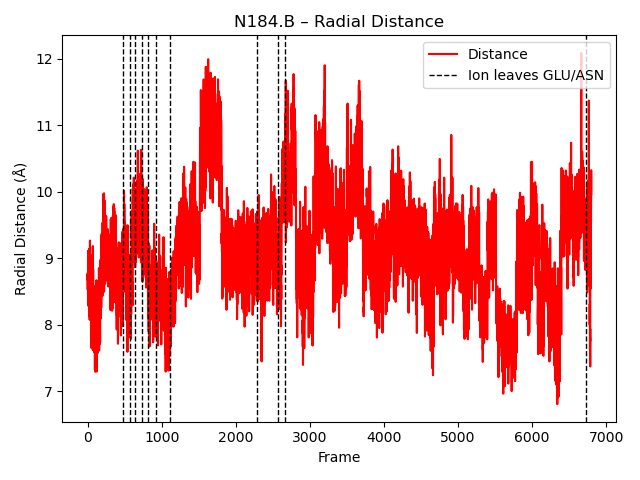 N184.B – Radial Distance
Distance
Ion leaves GLU/ASN
Radial Distance (Å)
12
11
10
9
8
7
0 1000 2000 3000 4000 5000 6000 7000
Frame